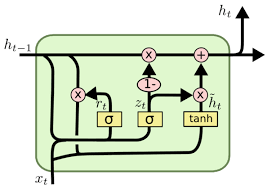 h_t
h_{t-1}
x +
1-
x r_t z_t x h̃_t
σ σ tanh
x_t